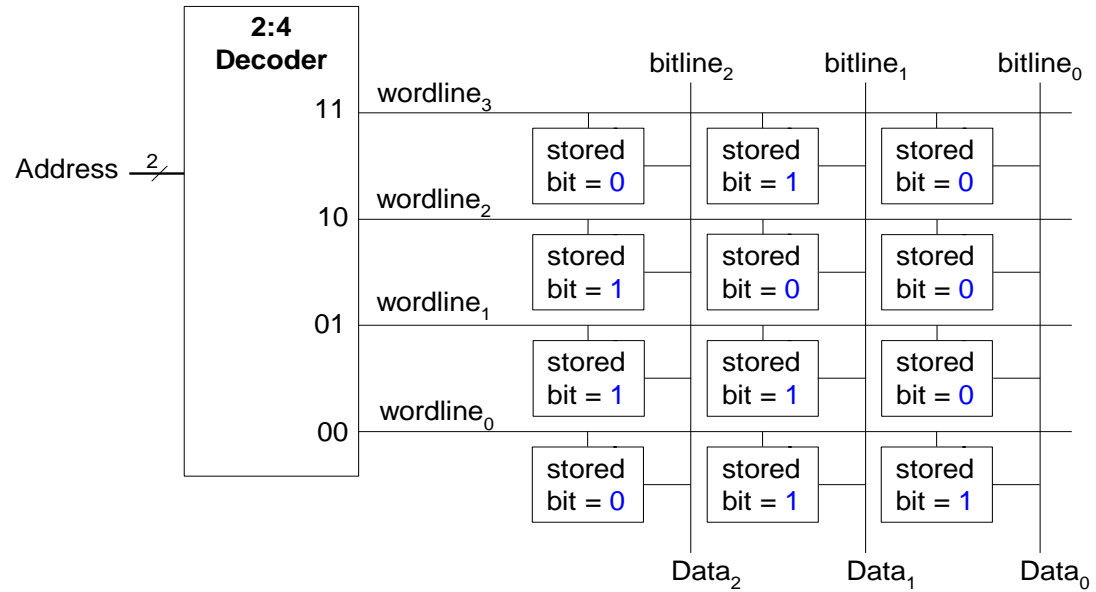 2:4
Decoder
bitline₂ bitline₁ bitline₀
wordline₃
11
stored stored stored
bit = 0 bit = 1 bit = 0
Address 2
wordline₂
10
stored stored stored
bit = 1 bit = 0 bit = 0
wordline₁
01
stored stored stored
bit = 1 bit = 1 bit = 0
wordline₀
00
stored stored stored
bit = 0 bit = 1 bit = 1
Data₂ Data₁ Data₀